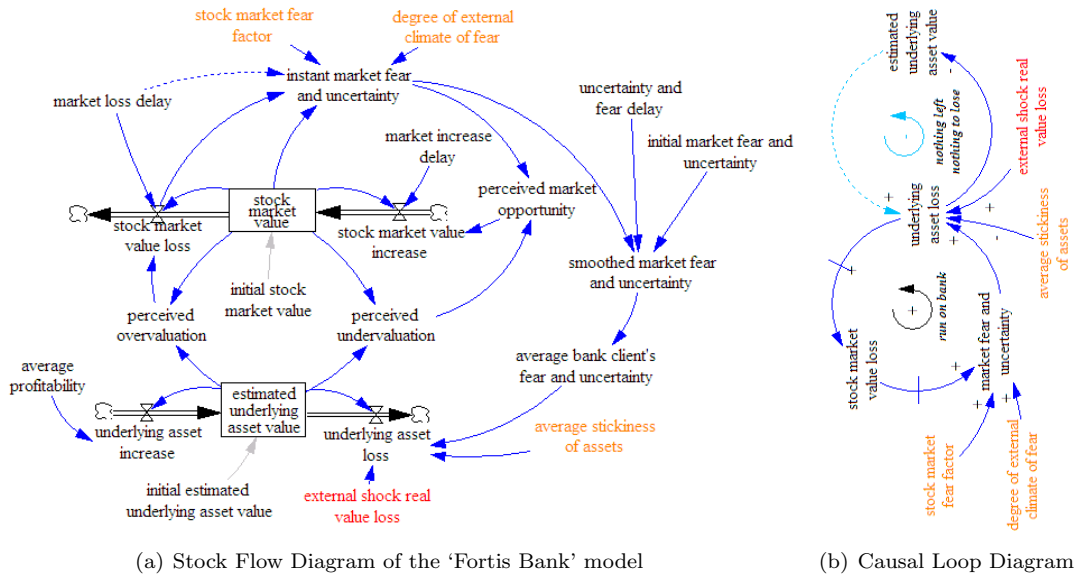 stock market fear
factor
degree of external
climate of fear
instant market fear
and uncertainty
market loss delay
uncertainty and
fear delay
market increase
delay
initial market fear and
uncertainty
perceived market
opportunity
stock
market
value
stock market
value loss
stock market value
increase
smoothed market fear
and uncertainty
initial stock
market value
perceived
overvaluation
perceived
undervaluation
average bank client's
fear and uncertainty
average
profitability
estimated
underlying
asset value
underlying asset
increase
underlying asset
loss
average stickiness
of assets
initial estimated
underlying asset value
external shock real
value loss
(a) Stock Flow Diagram of the ‘Fortis Bank’ model
estimated
underlying
asset value
-
nothing left
nothing to lose
-
external shock real
value loss
+
underlying
asset loss
+
-
+
average stickiness
of assets
+
+
run on bank
stock market
value loss
+
+
market fear and
uncertainty
+
+
stock market
fear factor
degree of external
climate of fear
(b) Causal Loop Diagram